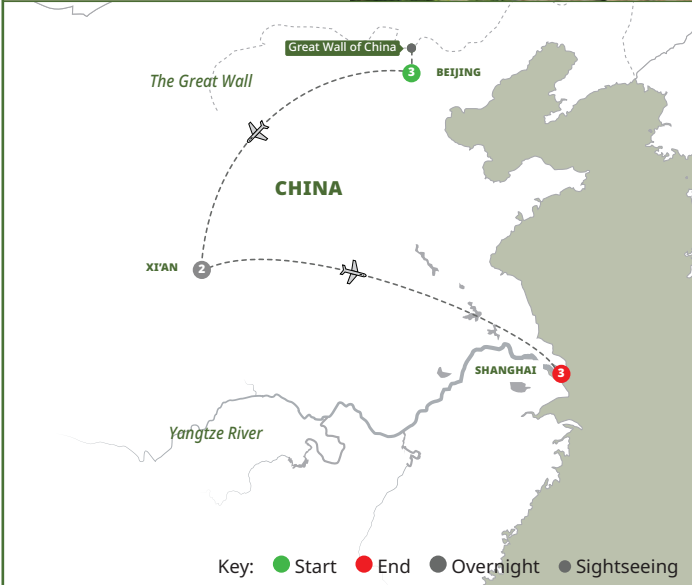 Great Wall of China
The Great Wall
3 BEIJING
CHINA
XI'AN 2
SHANGHAI 3
Yangtze River
Key: Start End Overnight Sightseeing